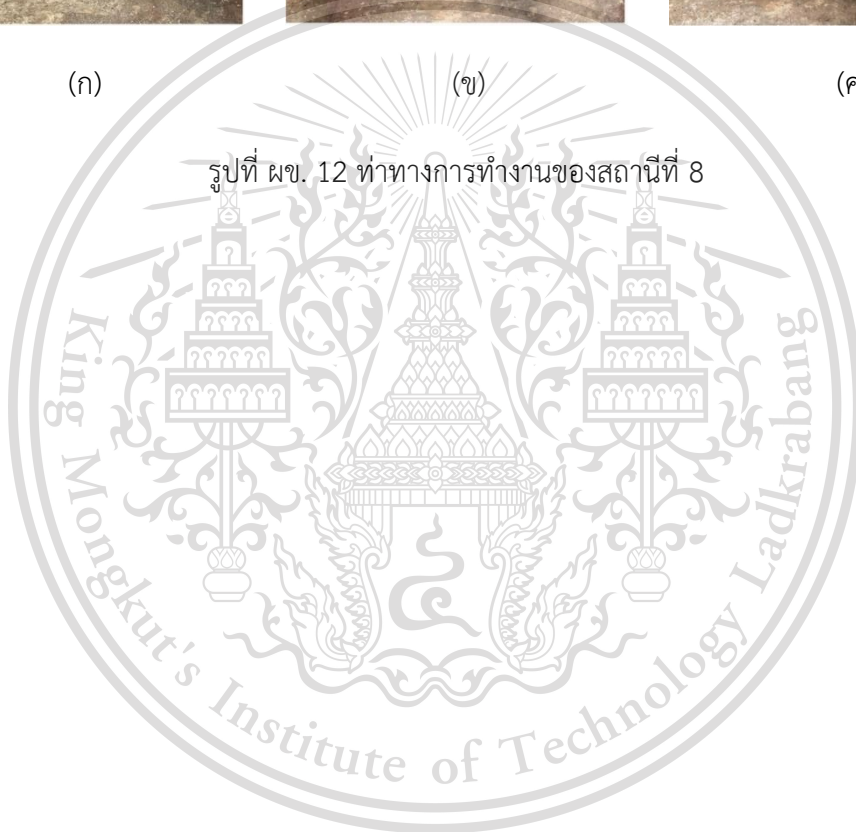 (ก) (ข) (ค
รูปที่ ผข. 12 ท่าทางการทำงานของสถานีที่ 8
King Mongkut's Institute of Technology Ladkrabang